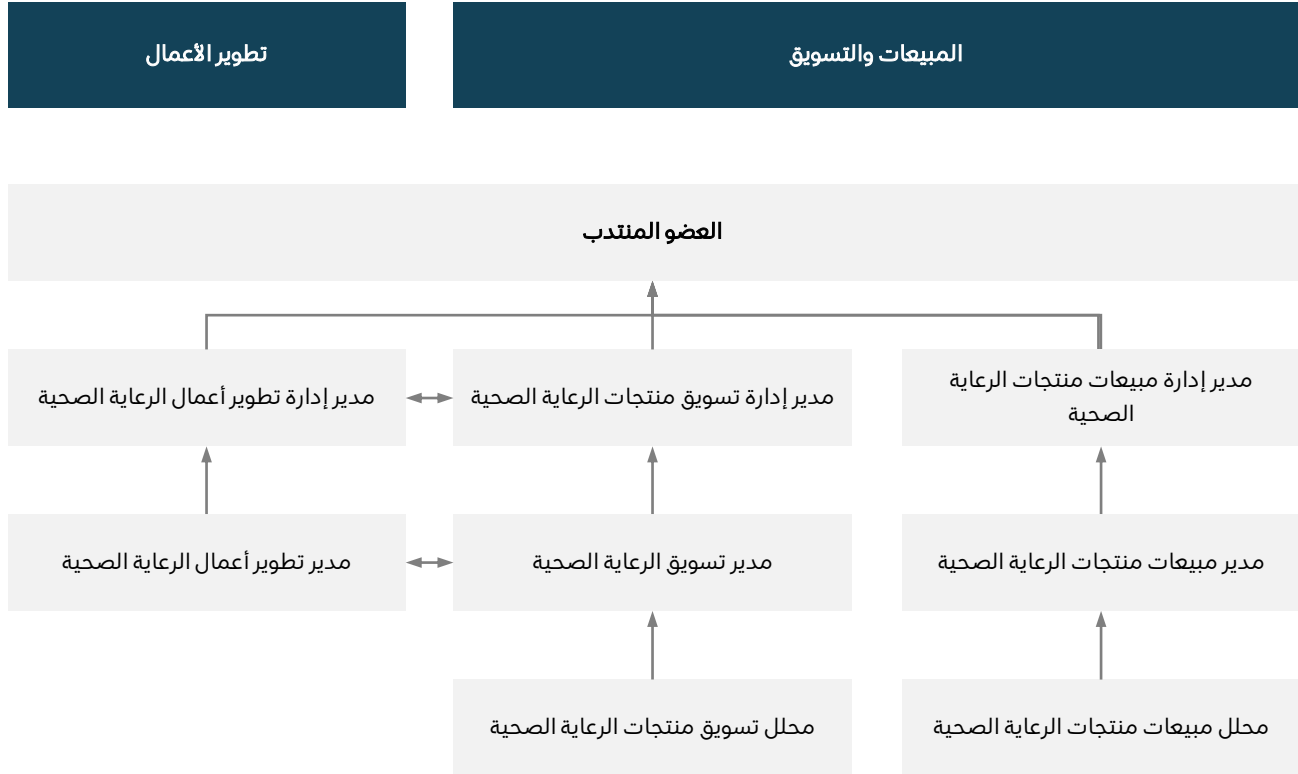 المبيعات والتسويق
تطوير الأعمال
العضو المنتدب
مدير إدارة مبيعات منتجات الرعاية
الصحية
مدير إدارة تسويق منتجات الرعاية الصحية
مدير إدارة تطوير أعمال الرعاية الصحية
مدير مبيعات منتجات الرعاية الصحية
مدير تسويق الرعاية الصحية
مدير تطوير أعمال الرعاية الصحية
محلل مبيعات منتجات الرعاية الصحية
محلل تسويق منتجات الرعاية الصحية